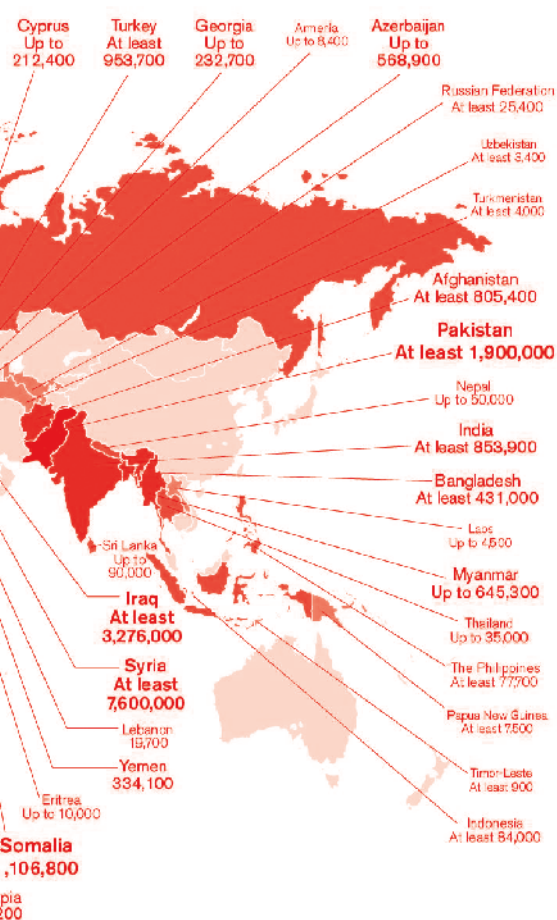 Cyprus
Up to
212,400
Turkey
At least
953,700
Georgia
Up to
232,700
Armenia
Up to 8,400
Azerbaijan
Up to
568,900
Russian Federation
At least 25,400
Uzbekistan
At least 3,400
Turkmenistan
At least 4,000
Afghanistan
At least 805,400
Pakistan
At least 1,900,000
Nepal
Up to 50,000
India
At least 853,900
Bangladesh
At least 431,000
Laos
Up to 4,500
Myanmar
Up to 645,300
Thailand
Up to 35,000
The Philippines
At least 77,700
Papua New Guinea
At least 7,500
Timor-Leste
At least 900
Indonesia
At least 84,000
Sri Lanka
Up to
90,000
Iraq
At least
3,276,000
Syria
At least
7,600,000
Lebanon
19,700
Yemen
334,100
Eritrea
Up to 10,000
Somalia
,106,800
pia
200